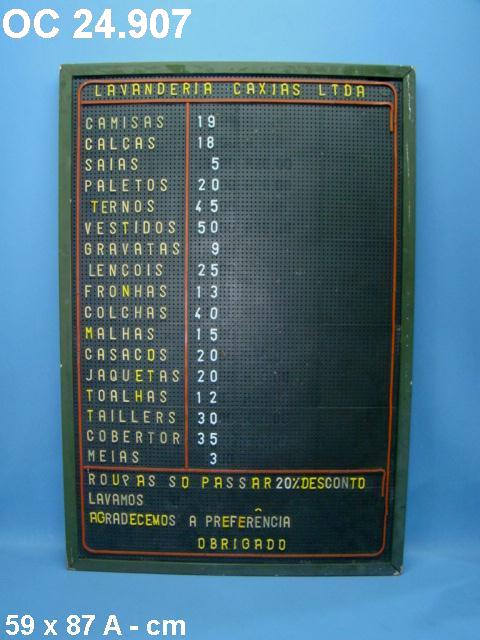 OC 24.907
LAVANDERIA CAXIAS LTDA
CAMISAS 19
CALCAS 18
SAIAS 5
PALETOS 20
TERNOS 45
VESTIDOS 50
GRAVATAS 9
LENCOIS 25
FRONHAS 13
COLCHAS 40
MALHAS 15
CASACOS 20
JAQUETAS 20
TOALHAS 12
TAILLERS 30
COBERTOR 35
MEIAS 3
ROUPAS SO PASSAR 20% DESCONTO
LAVAMOS
AGRADECEMOS A PREFERÊNCIA
OBRIGADO
59 x 87 A - cm